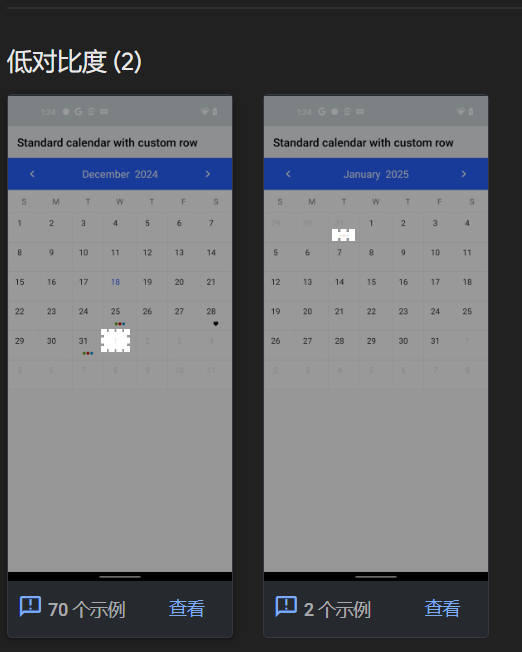 低对比度 (2)
1:24
Standard calendar with custom row
December 2024
S M T W T F S
1 2 3 4 5 6 7
8 9 10 11 12 13 14
15 16 17 18 19 20 21
22 23 24 25 26 27 28
29 30 31 1 2 3 4
5 6 7 8 9 10 11
70 个示例 查看
1:24
Standard calendar with custom row
January 2025
S M T W T F S
29 30 31 1 2 3 4
5 6 7 8 9 10 11
12 13 14 15 16 17 18
19 20 21 22 23 24 25
26 27 28 29 30 31 1
2 3 4 5 6 7 8
2 个示例 查看